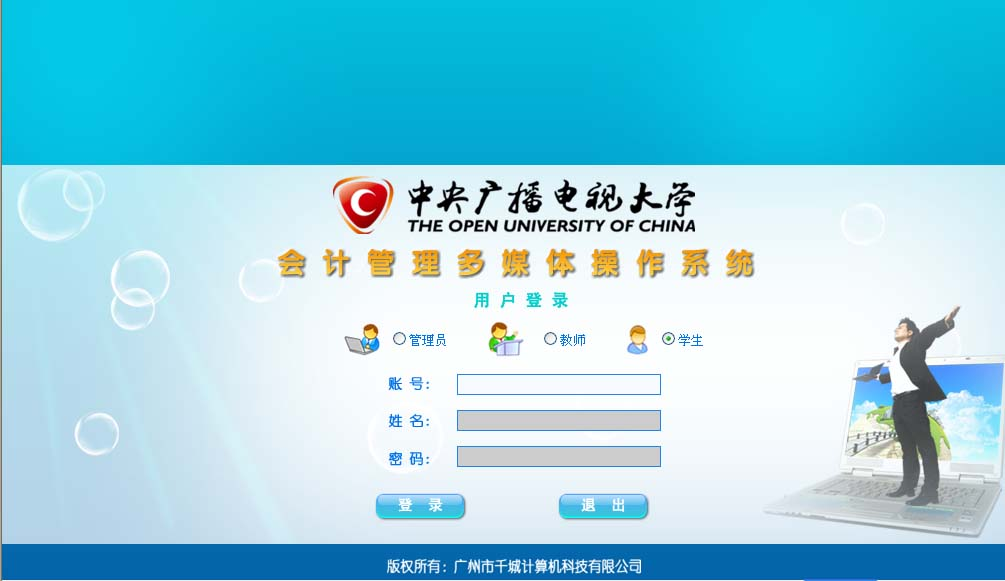 中央广播电视大学
THE OPEN UNIVERSITY OF CHINA
会计管理多媒体操作系统
用户登录
管理员 教师 学生
账 号:
姓 名:
密 码:
登 录 退 出
版权所有：广州市千城计算机科技有限公司